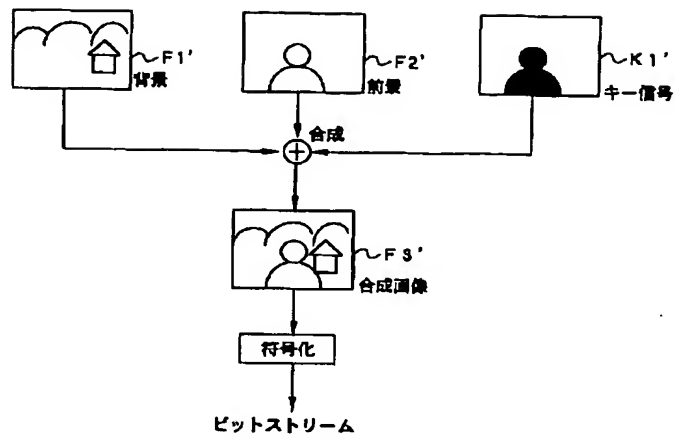 F1'
背景
F2'
前景
K1'
キー信号
合成
F3'
合成画像
符号化
ビットストリーム